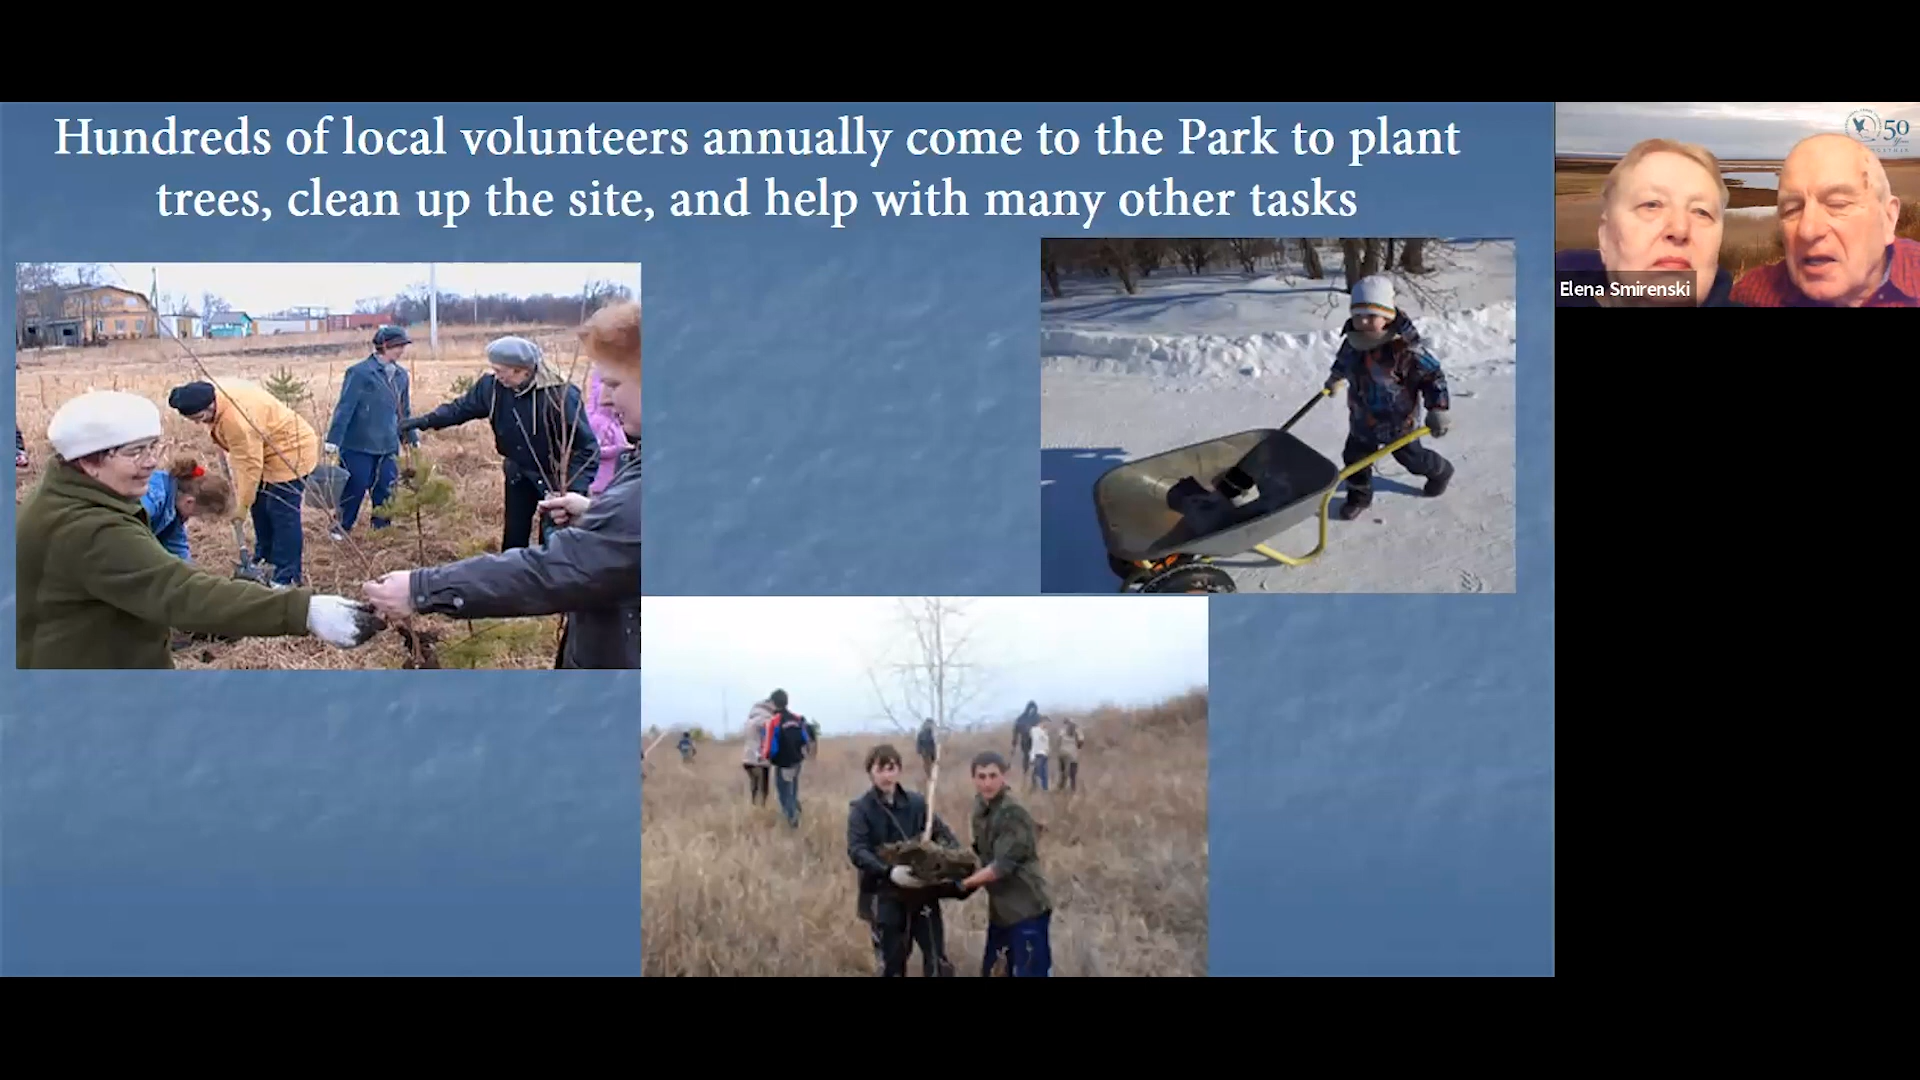 Hundreds of local volunteers annually come to the Park to plant
trees, clean up the site, and help with many other tasks
50
Elena Smirenski